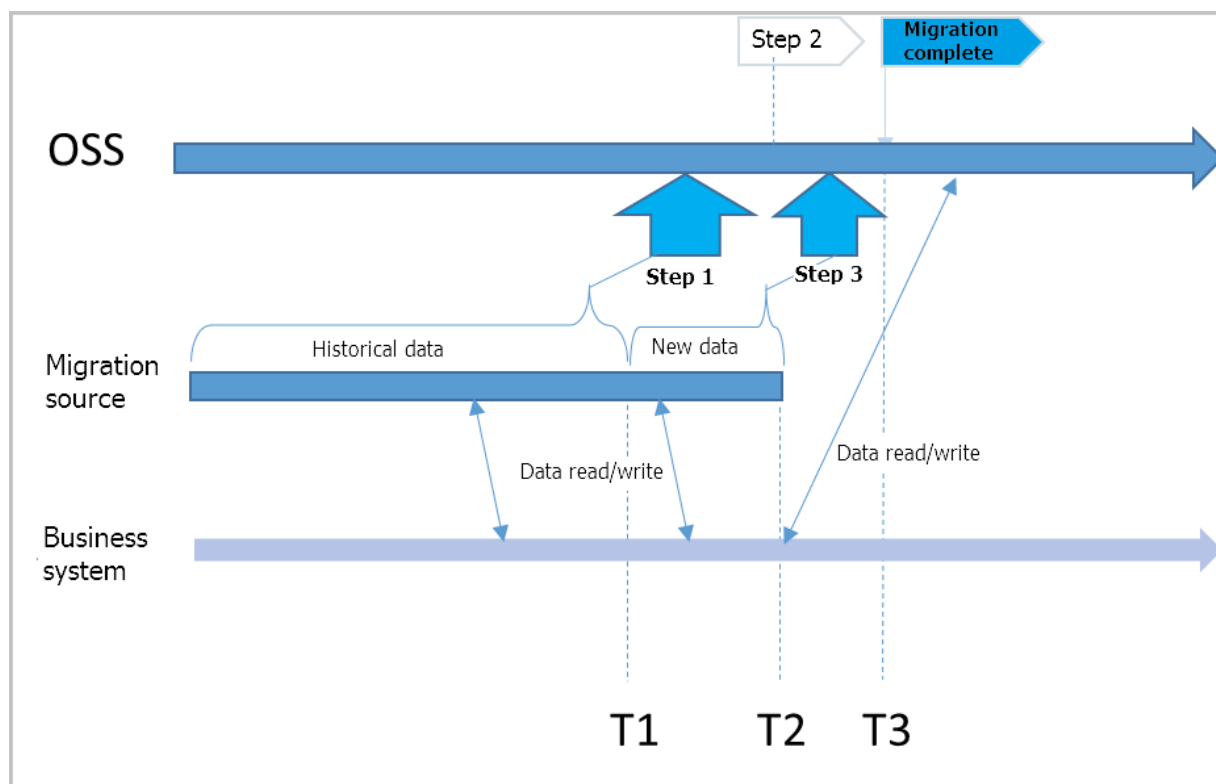 Step 2
Migration
complete
OSS
Step 1
Step 3
Historical data
New data
Migration
source
Data read/write
Data read/write
Business
system
T1
T2
T3